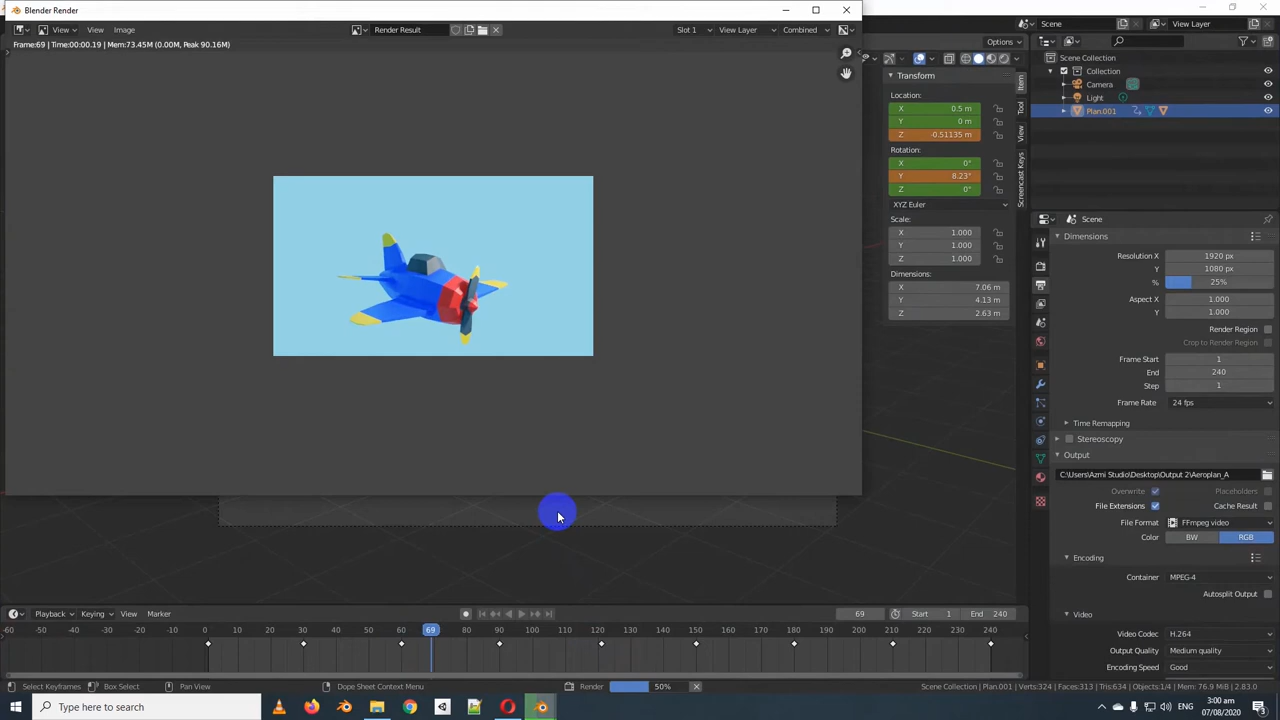 Blender Render
View View Image Render Result Slot 1 View Layer Combined
Frame:69 | Time:00:00.19 | Mem:73.45M (0.00M, Peak 90.16M)
Scene View Layer
Options
Scene Collection
Collection
Camera
Light
Plan.001
Transform
Location:
X 0.5 m
Y 0 m
Z -0.51135 m
Rotation:
X 0°
Y 8.23°
Z 0°
XYZ Euler
Scale:
X 1.000
Y 1.000
Z 1.000
Dimensions:
X 7.06 m
Y 4.13 m
Z 2.63 m
Item
Tool
View
Screencast Keys
Scene
Dimensions
Resolution X 1920 px
Y 1080 px
% 25%
Aspect X 1.000
Y 1.000
Render Region
Crop to Render Region
Frame Start 1
End 240
Step 1
Frame Rate 24 fps
Time Remapping
Stereoscopy
Output
C:\Users\Azmi Studio\Desktop\Output 2\Aeroplan_A
Overwrite Placeholders
File Extensions Cache Result
File Format FFmpeg video
Color BW RGB
Encoding
Container MPEG-4
Autosplit Output
Video
Video Codec H.264
Output Quality Medium quality
Encoding Speed Good
Playback Keying View Marker 69 Start 1 End 240
-60 -50 -40 -30 -20 -10 0 10 20 30 40 50 60 69 80 90 100 110 120 130 140 150 160 170 180 190 200 210 220 230 240
Select Keyframes Box Select Pan View Dope Sheet Context Menu Render 50% Scene Collection | Plan.001 | Verts:324 | Faces:313 | Tris:634 | Objects:1/4 | Mem: 76.9 MiB | 2.83.0
Type here to search
3:00 am
07/08/2020